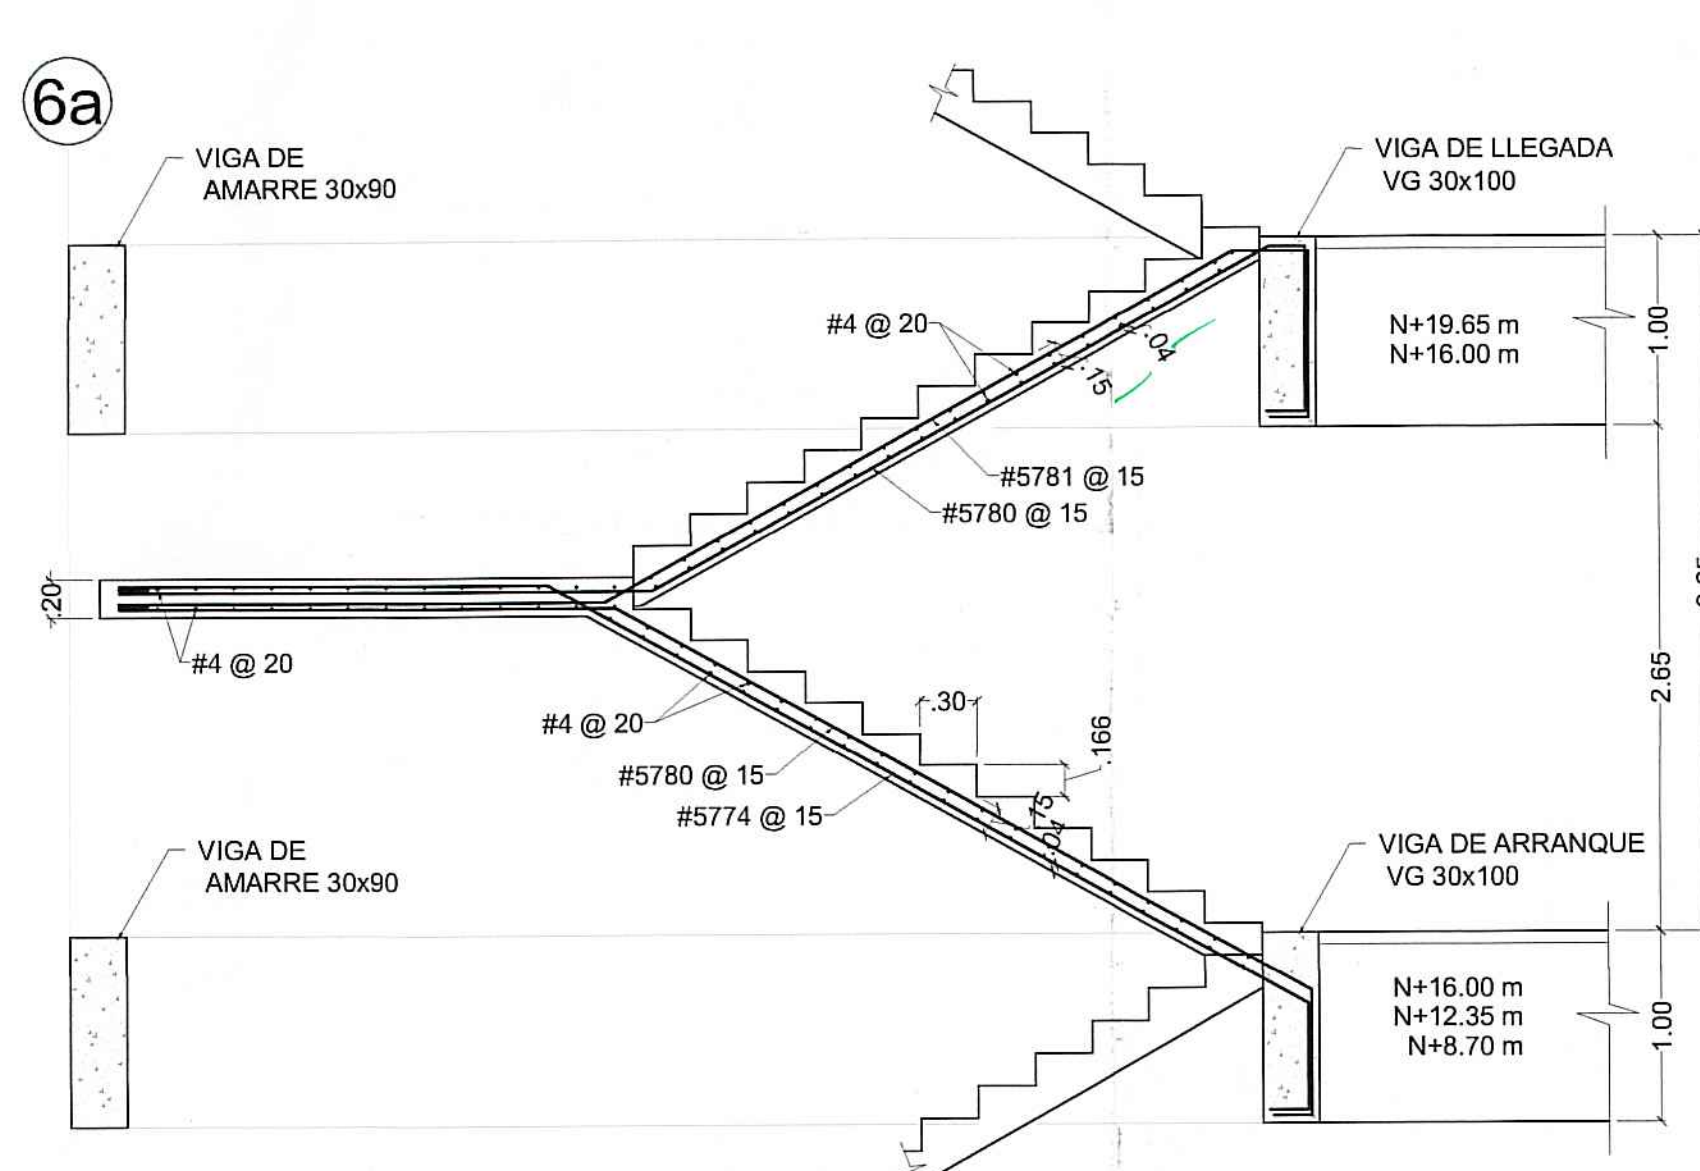 6a
VIGA DE
AMARRE 30x90
VIGA DE LLEGADA
VG 30x100
#4 @ 20
.04
.15
N+19.65 m
N+16.00 m
1.00
#5781 @ 15
#5780 @ 15
.20
#4 @ 20
#4 @ 20
.30
.166
2.65
#5780 @ 15
#5774 @ 15
.15
.04
VIGA DE
AMARRE 30x90
VIGA DE ARRANQUE
VG 30x100
N+16.00 m
N+12.35 m
N+8.70 m
1.00